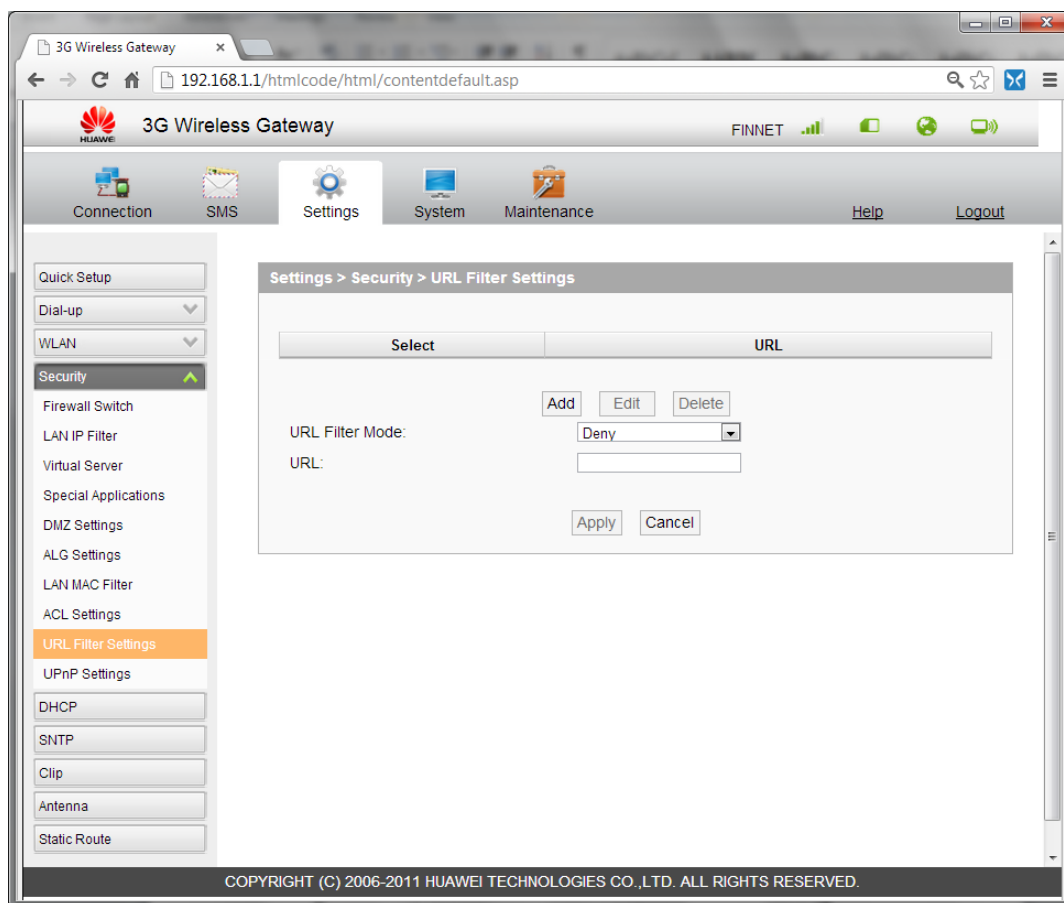 3G Wireless Gateway
192.168.1.1/htmlcode/html/contentdefault.asp
HUAWEI
3G Wireless Gateway
FINNET
Connection
SMS
Settings
System
Maintenance
Help
Logout
Quick Setup
Dial-up
WLAN
Security
Firewall Switch
LAN IP Filter
Virtual Server
Special Applications
DMZ Settings
ALG Settings
LAN MAC Filter
ACL Settings
URL Filter Settings
UPnP Settings
DHCP
SNTP
Clip
Antenna
Static Route
Settings > Security > URL Filter Settings
Select URL
Add Edit Delete
URL Filter Mode: Deny
URL:
Apply Cancel
COPYRIGHT (C) 2006-2011 HUAWEI TECHNOLOGIES CO.,LTD. ALL RIGHTS RESERVED.